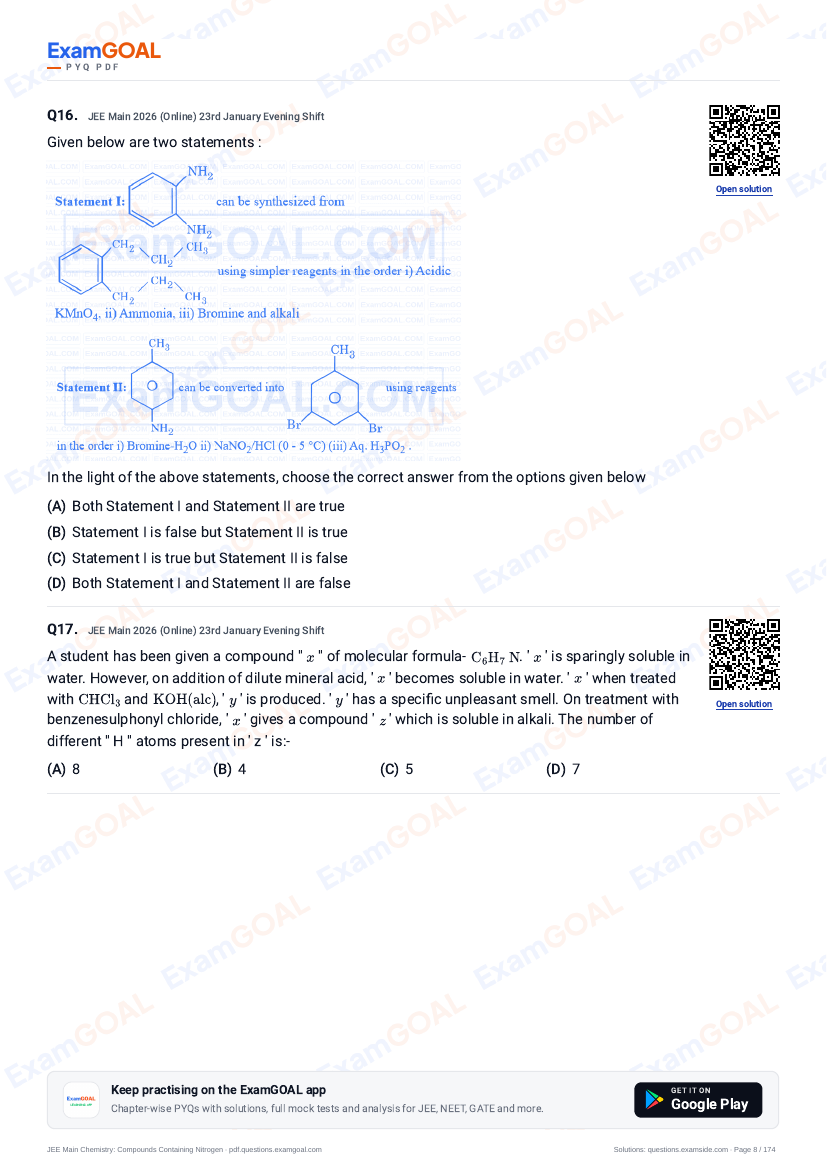 ExamGOAL
PYQ PDF
Q16. JEE Main 2026 (Online) 23rd January Evening Shift
Open solution
Given below are two statements :
NH2
Statement I: can be synthesized from
NH2
CH2 CH3
CH2
using simpler reagents in the order i) Acidic
CH2
CH2 CH3
KMnO4, ii) Ammonia, iii) Bromine and alkali
CH3 CH3
Statement II: can be converted into using reagents
NH2 Br Br
in the order i) Bromine-H2O ii) NaNO2/HCl (0 - 5 °C) (iii) Aq. H3PO2 .
In the light of the above statements, choose the correct answer from the options given below
(A) Both Statement I and Statement II are true
(B) Statement I is false but Statement II is true
(C) Statement I is true but Statement II is false
(D) Both Statement I and Statement II are false
Q17. JEE Main 2026 (Online) 23rd January Evening Shift
Open solution
A student has been given a compound " x " of molecular formula- C6H7 N. ' x ' is sparingly soluble in
water. However, on addition of dilute mineral acid, ' x ' becomes soluble in water. ' x ' when treated
with CHCl3 and KOH(alc), ' y ' is produced. ' y ' has a specific unpleasant smell. On treatment with
benzenesulphonyl chloride, ' x ' gives a compound ' z ' which is soluble in alkali. The number of
different " H " atoms present in ' z ' is:-
(A) 8 (B) 4 (C) 5 (D) 7
Keep practising on the ExamGOAL app
Chapter-wise PYQs with solutions, full mock tests and analysis for JEE, NEET, GATE and more.
GET IT ON
Google Play
JEE Main Chemistry: Compounds Containing Nitrogen · pdf.questions.examgoal.com
Solutions: questions.examside.com · Page 8 / 174